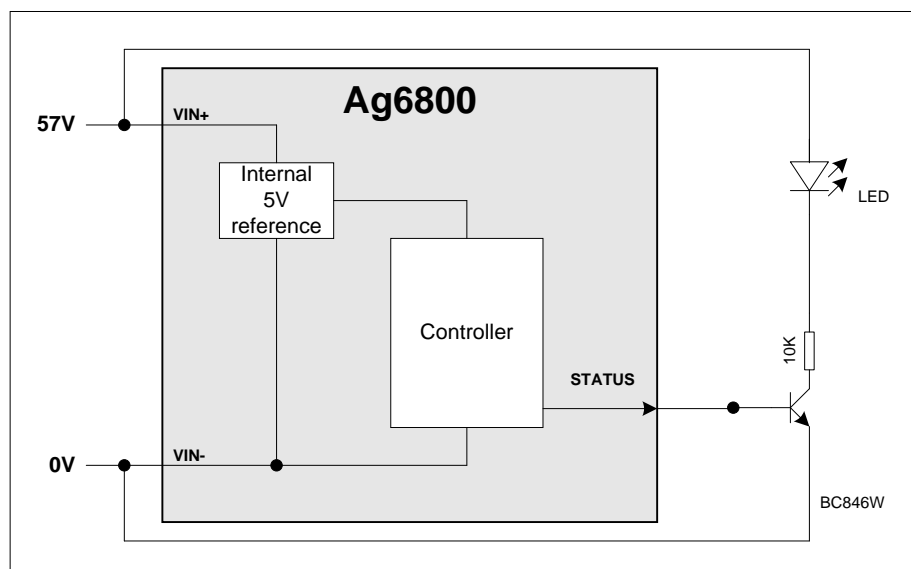 Ag6800
57V
VIN+
Internal
5V
reference
LED
Controller
10K
STATUS
0V
VIN-
BC846W